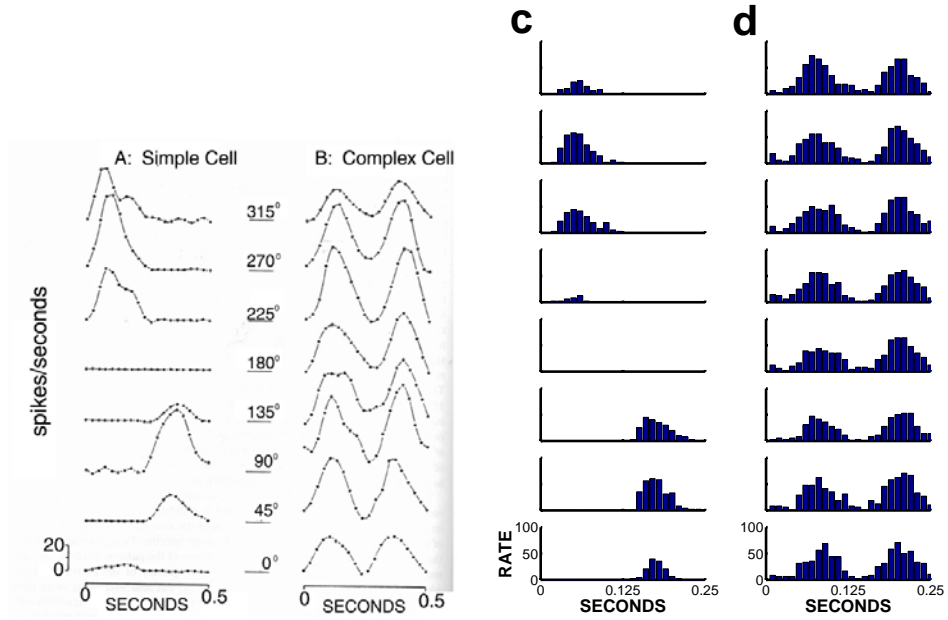 c
d
A: Simple Cell
B: Complex Cell
315°
270°
225°
180°
135°
90°
45°
0°
spikes/seconds
20
0
0
SECONDS
0.5
0
SECONDS
0.5
RATE
100
50
0
0
0.125
0.25
SECONDS
100
50
0
0
0.125
0.25
SECONDS